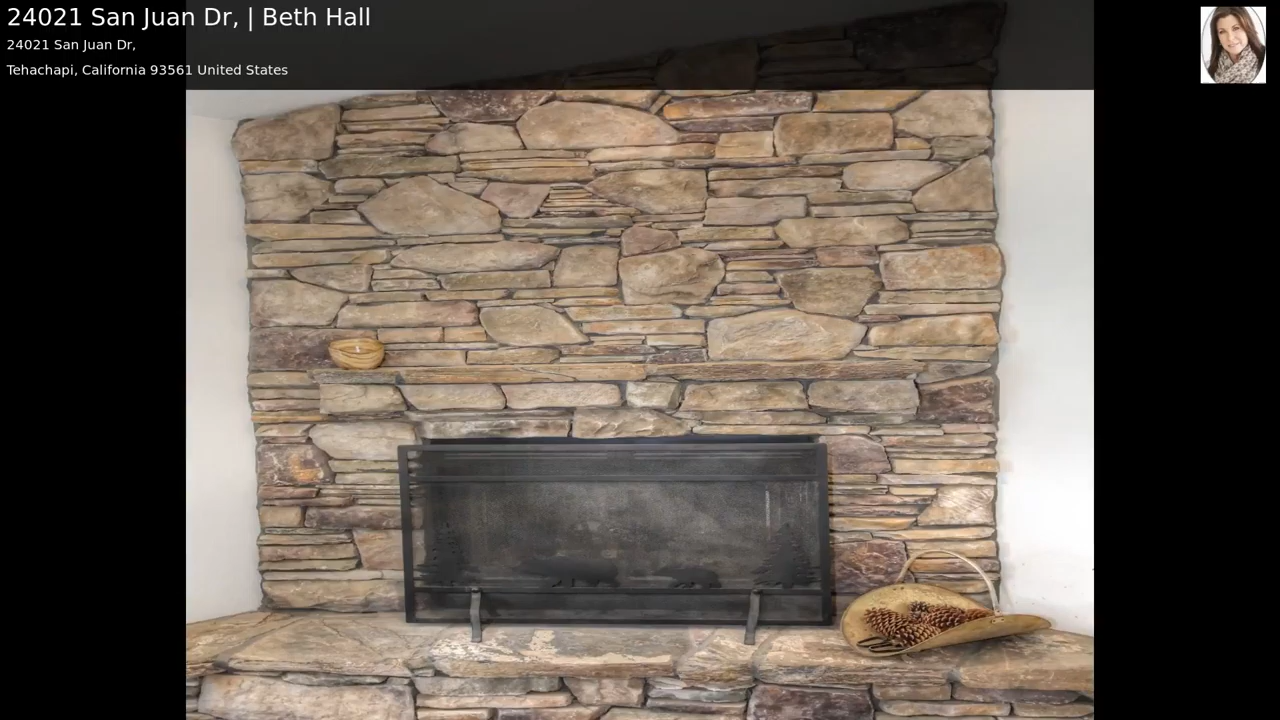 24021 San Juan Dr, | Beth Hall
24021 San Juan Dr,
Tehachapi, California 93561 United States